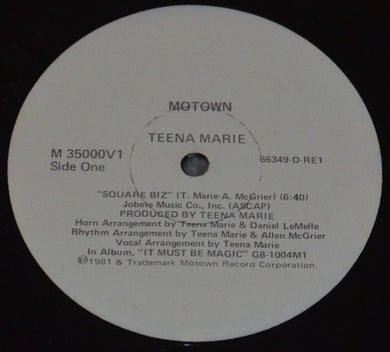 MOTOWN
TEENA MARIE
M 35000V1
Side One
66349-D-RE1
"SQUARE BIZ" (T. Marie-A. McGrier) (6:40)
Jobete Music Co., Inc. (ASCAP)
PRODUCED BY TEENA MARIE
Horn Arrangement by Teena Marie & Daniel LeMelle
Rhythm Arrangement by Teena Marie & Allen McGrier
Vocal Arrangement by Teena Marie
In Album, "IT MUST BE MAGIC" G8-1004M1
℗1981 & Trademark Motown Record Corporation